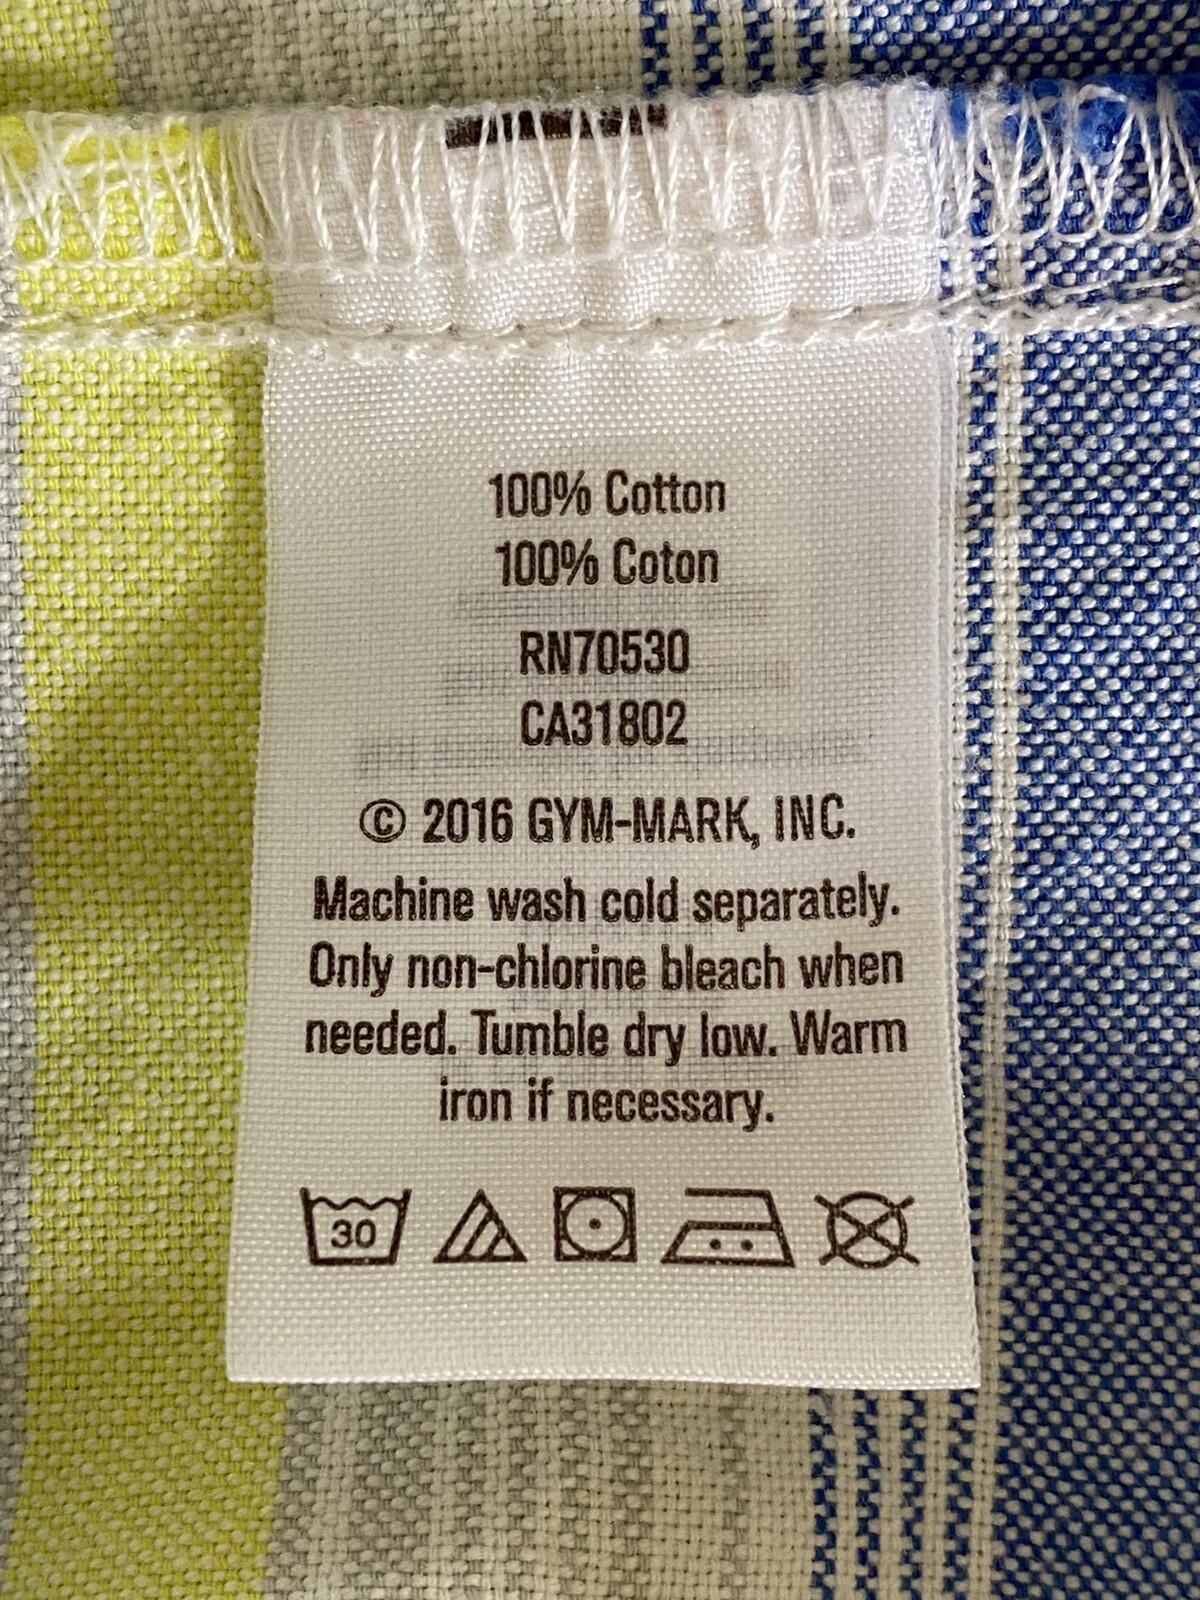 100% Cotton
100% Coton
RN70530
CA31802
© 2016 GYM-MARK, INC.
Machine wash cold separately.
Only non-chlorine bleach when
needed. Tumble dry low. Warm
iron if necessary.
30